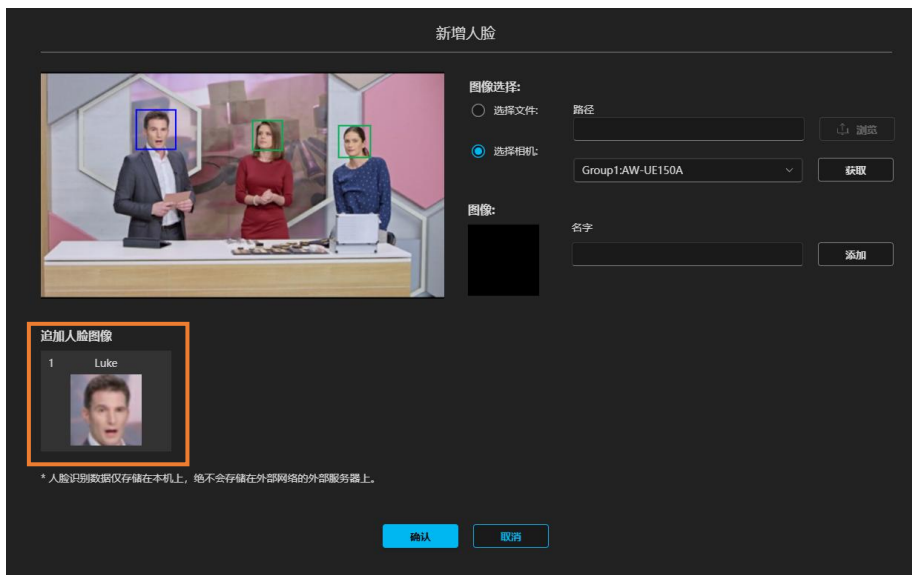 新增人脸
图像选择:
选择文件:
路径
浏览
选择相机:
Group1:AW-UE150A
获取
图像:
名字
添加
追加人脸图像
1 Luke
* 人脸识别数据仅存储在本机上，绝不会存储在外部网络的外部服务器上。
确认
取消